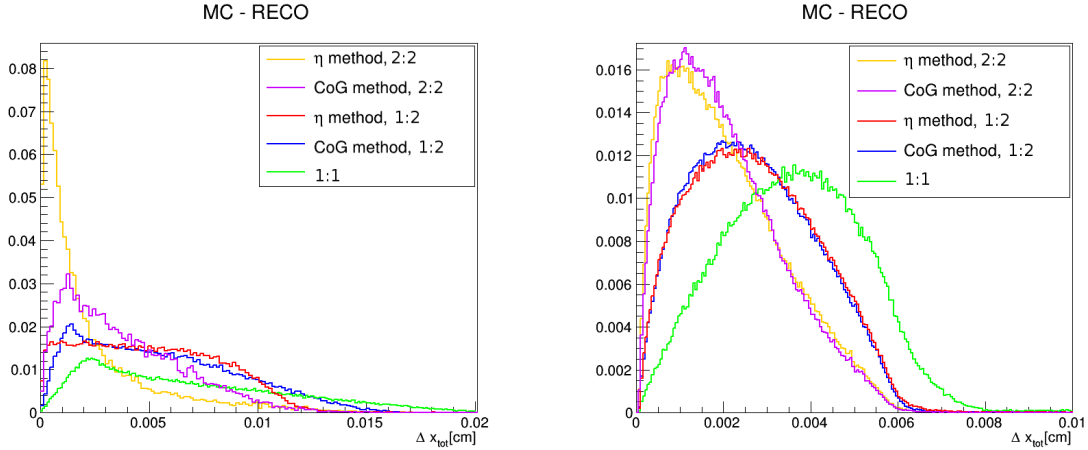 MC - RECO
η method, 2:2
CoG method, 2:2
η method, 1:2
CoG method, 1:2
1:1
0.08
0.07
0.06
0.05
0.04
0.03
0.02
0.01
0
0 0.005 0.01 0.015 0.02
Δ x_tot[cm]
MC - RECO
η method, 2:2
CoG method, 2:2
η method, 1:2
CoG method, 1:2
1:1
0.016
0.014
0.012
0.01
0.008
0.006
0.004
0.002
0
0 0.002 0.004 0.006 0.008 0.01
Δ x_tot[cm]